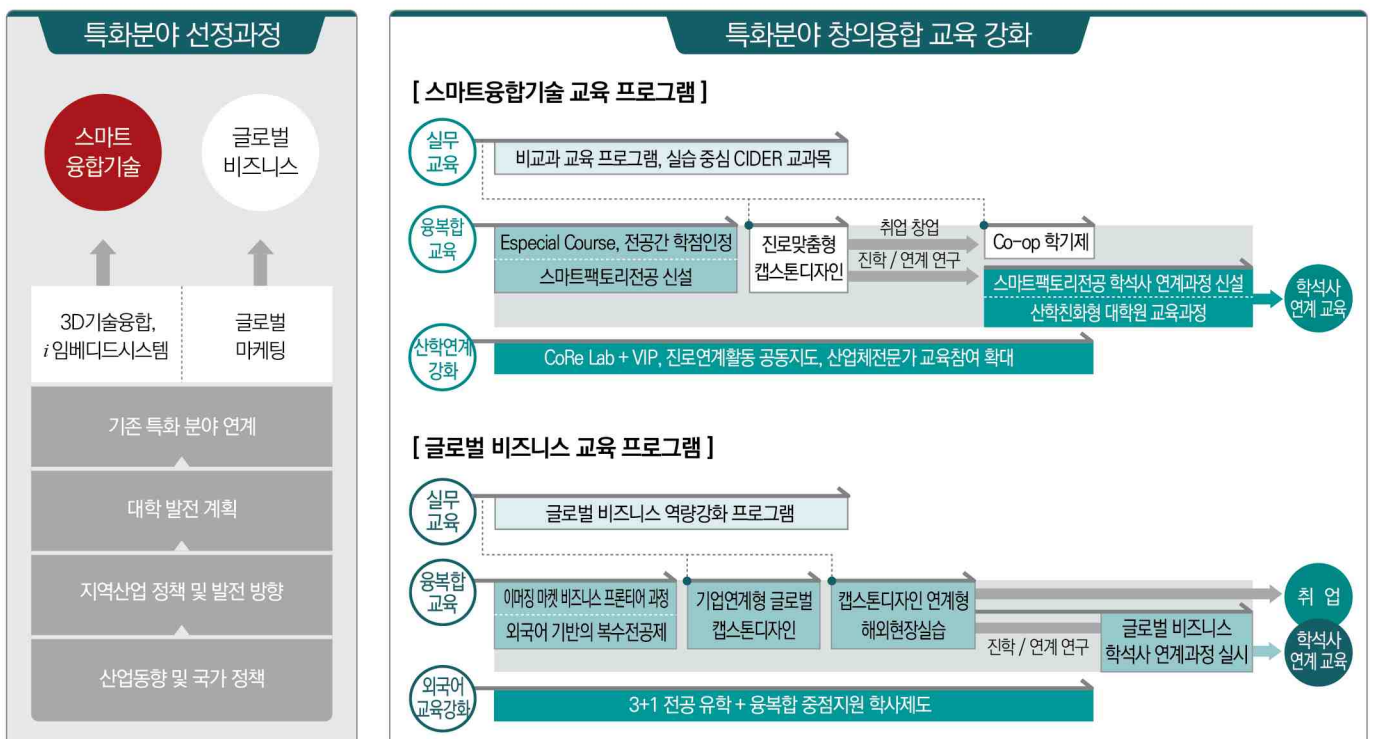 특화분야 선정과정
스마트
융합기술
글로벌
비즈니스
3D기술융합,
i 임베디드시스템
글로벌
마케팅
기존 특화 분야 연계
대학 발전 계획
지역산업 정책 및 발전 방향
산업동향 및 국가 정책
특화분야 창의융합 교육 강화
[ 스마트융합기술 교육 프로그램 ]
실무
교육
비교과 교육 프로그램, 실습 중심 CIDER 교과목
융복합
교육
Especial Course, 전공간 학점인정
스마트팩토리전공 신설
진로맞춤형
캡스톤디자인
취업 창업
진학 / 연계 연구
Co-op 학기제
스마트팩토리전공 학석사 연계과정 신설
산학친화형 대학원 교육과정
학석사
연계 교육
산학연계
강화
CoRe Lab + VIP, 진로연계활동 공동지도, 산업체전문가 교육참여 확대
[ 글로벌 비즈니스 교육 프로그램 ]
실무
교육
글로벌 비즈니스 역량강화 프로그램
융복합
교육
이머징 마켓 비즈니스 프론티어 과정
외국어 기반의 복수전공제
기업연계형 글로벌
캡스톤디자인
캡스톤디자인 연계형
해외현장실습
진학 / 연계 연구
글로벌 비즈니스
학석사 연계과정 실시
취 업
학석사
연계 교육
외국어
교육강화
3+1 전공 유학 + 융복합 중점지원 학사제도